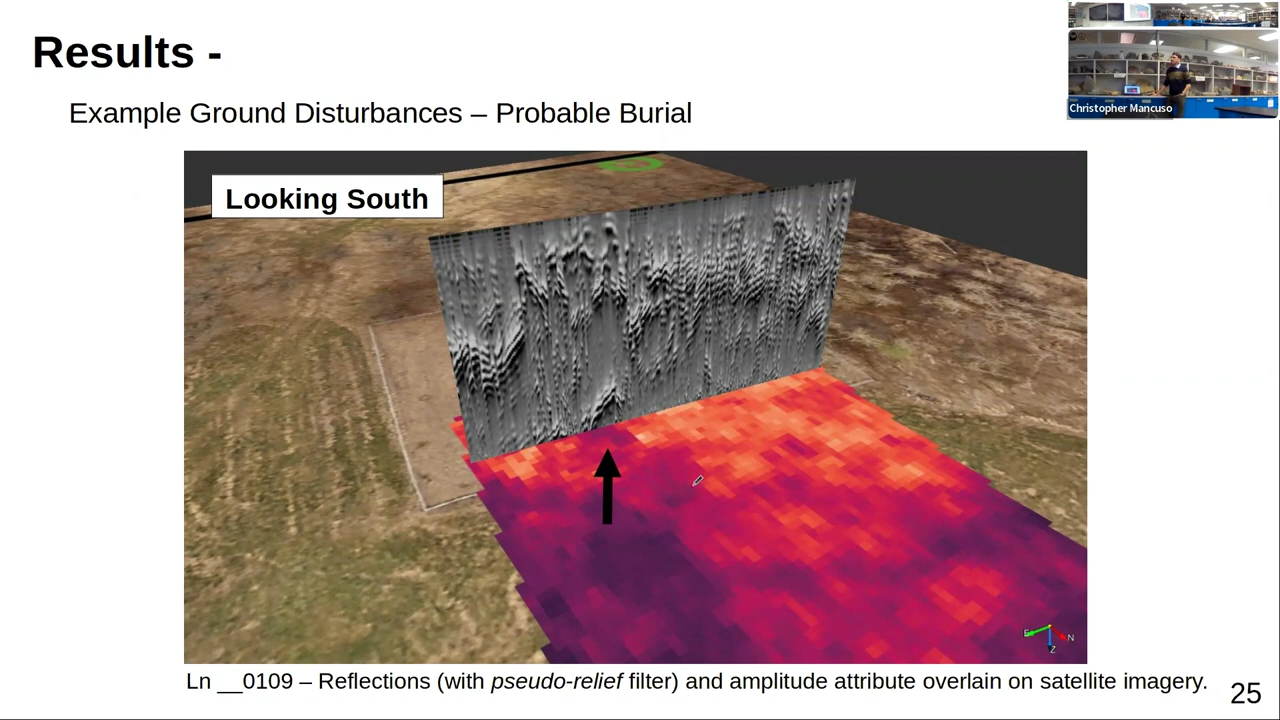 Results -
Christopher Mancuso
Example Ground Disturbances – Probable Burial
Looking South
E
N
Z
Ln __0109 – Reflections (with pseudo-relief filter) and amplitude attribute overlain on satellite imagery.
25